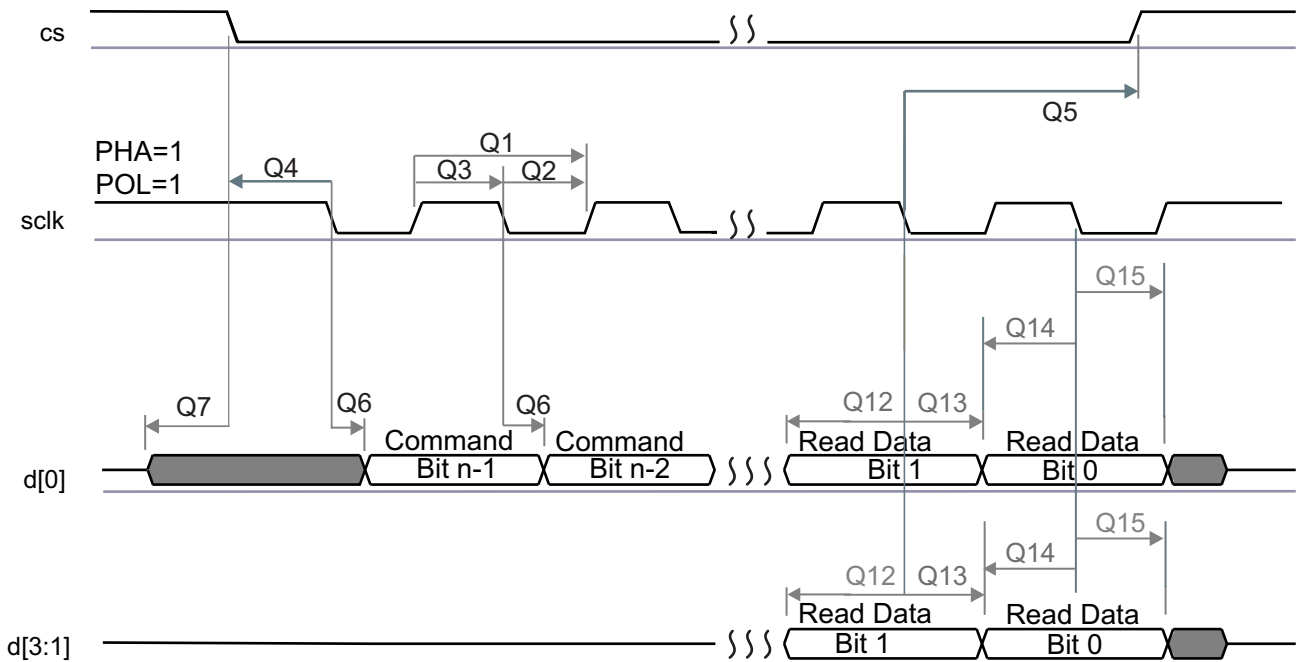 cs
Q5
PHA=1
POL=1
Q4
Q1
Q3 Q2
sclk
Q15
Q14
Q7
Q6
Q6
Q12 Q13
Command
Command
Read Data
Read Data
d[0]
Bit n-1
Bit n-2
Bit 1
Bit 0
Q15
Q14
Q12 Q13
Read Data
Read Data
d[3:1]
Bit 1
Bit 0